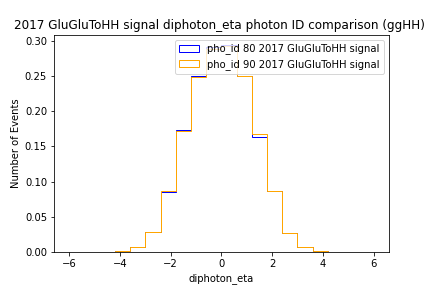 2017 GluGluToHH signal diphoton_eta photon ID comparison (ggHH)
pho_id 80 2017 GluGluToHH signal
pho_id 90 2017 GluGluToHH signal
Number of Events
0.30
0.25
0.20
0.15
0.10
0.05
0.00
−6 −4 −2 0 2 4 6
diphoton_eta